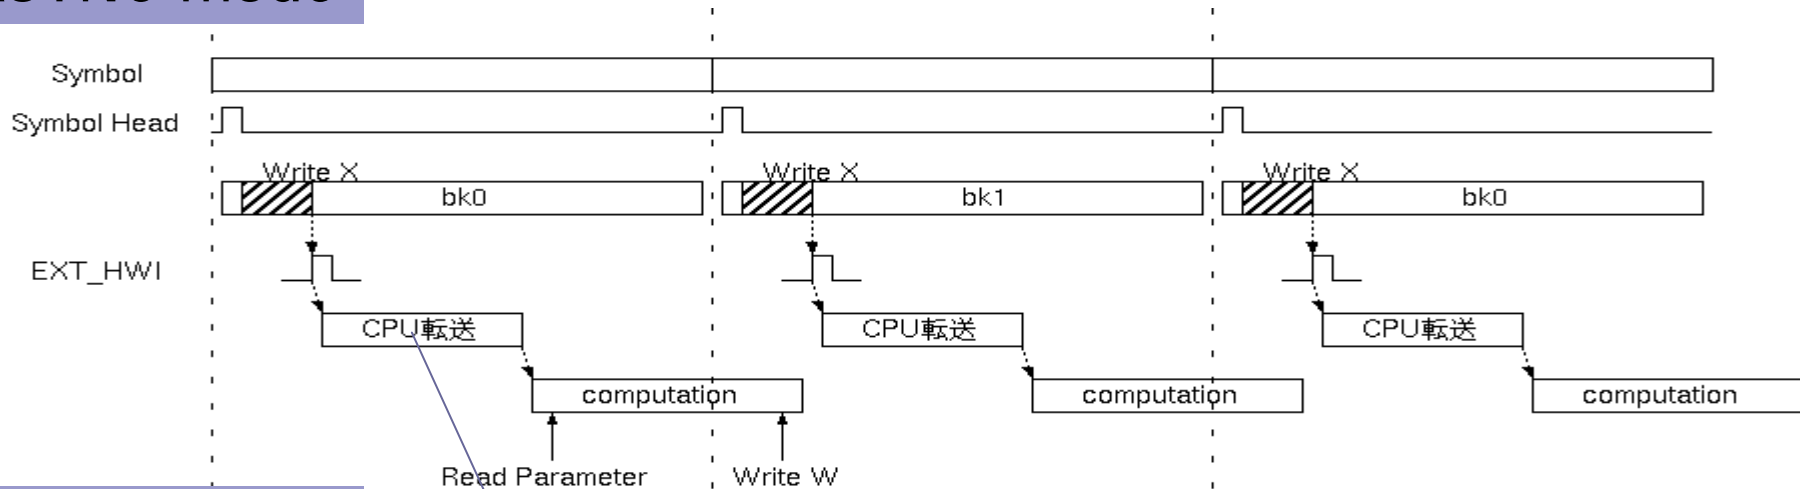 Symbol
Symbol Head
Write X Write X Write X
bk0 bk1 bk0
EXT_HWI
CPU転送 CPU転送 CPU転送
computation computation computation
Read Parameter Write W